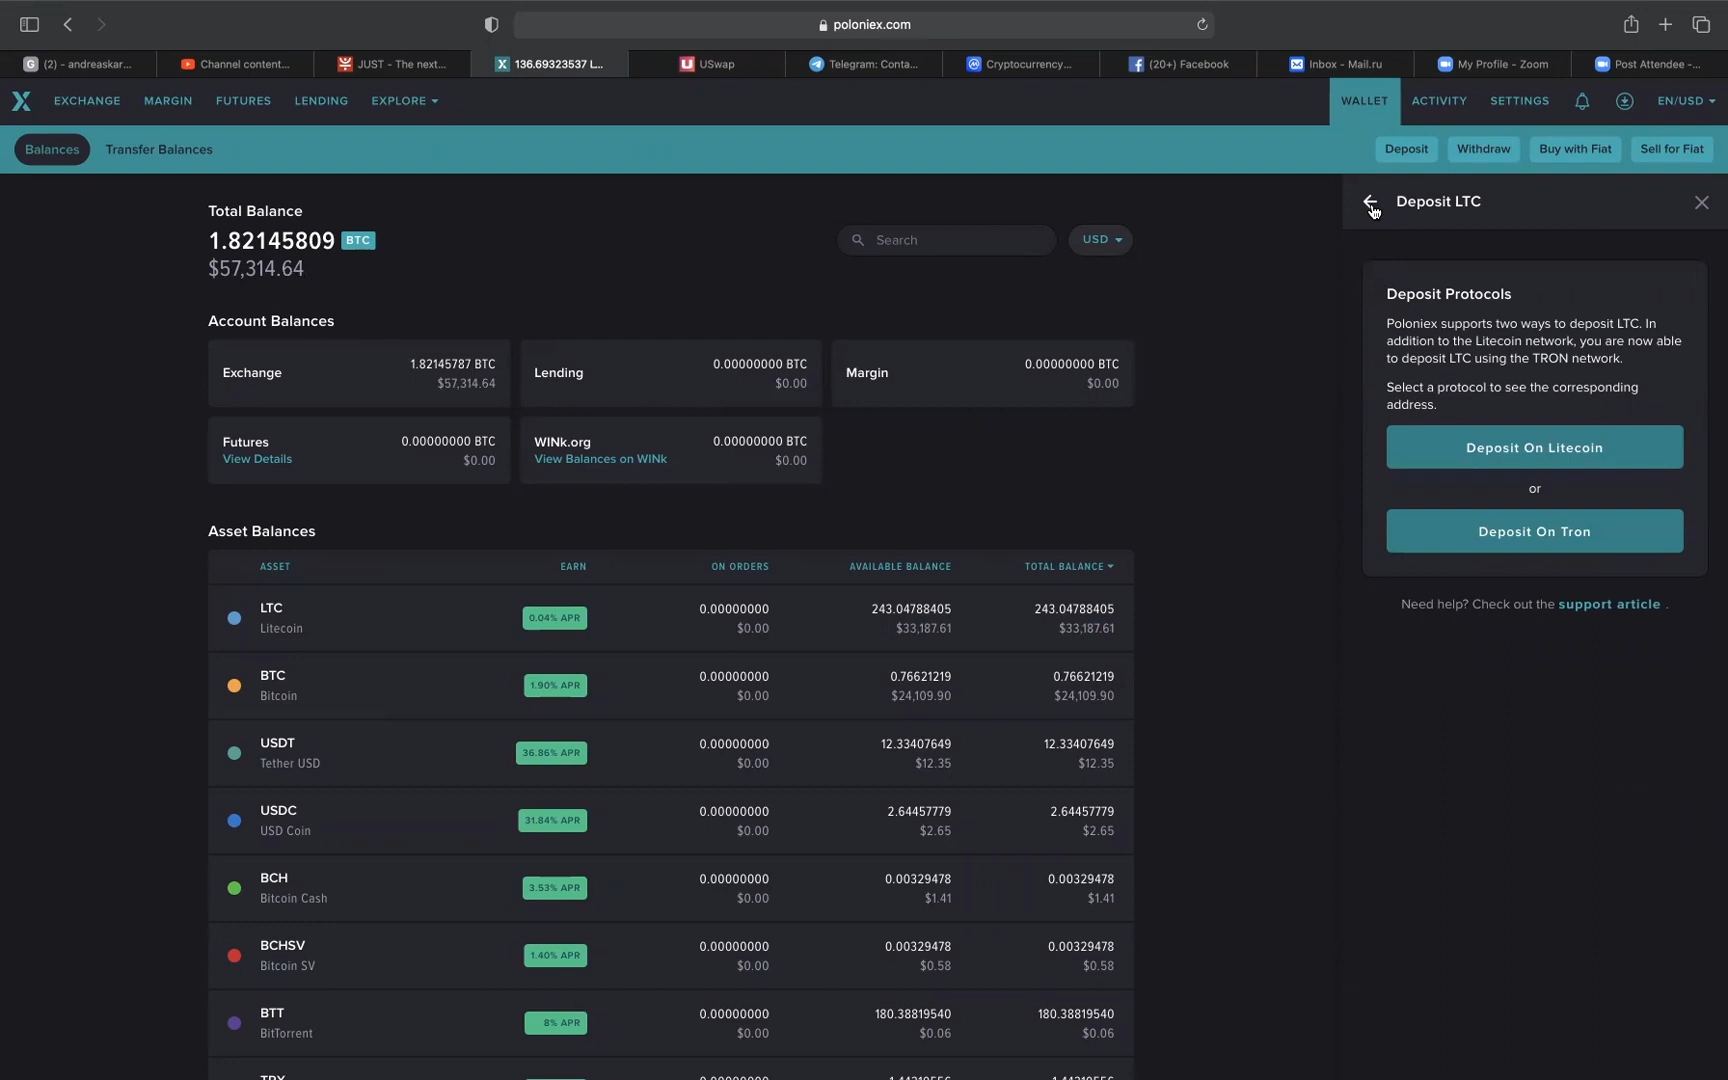 poloniex.com
(2) - andreaskar...
Channel content...
JUST - The next...
136.69323537 L...
USwap
Telegram: Conta...
Cryptocurrency...
(20+) Facebook
Inbox - Mail.ru
My Profile - Zoom
Post Attendee -...
EXCHANGE
MARGIN
FUTURES
LENDING
EXPLORE
WALLET
ACTIVITY
SETTINGS
EN/USD
Balances
Transfer Balances
Deposit
Withdraw
Buy with Fiat
Sell for Fiat
Total Balance
1.82145809 BTC
$57,314.64
Search
USD
Account Balances
Exchange
1.82145787 BTC
$57,314.64
Lending
0.00000000 BTC
$0.00
Margin
0.00000000 BTC
$0.00
Futures
View Details
0.00000000 BTC
$0.00
WINk.org
View Balances on WINk
0.00000000 BTC
$0.00
Asset Balances
ASSET EARN ON ORDERS AVAILABLE BALANCE TOTAL BALANCE
LTC 0.00000000 243.04788405 243.04788405
0.04% APR
Litecoin $0.00 $33,187.61 $33,187.61
BTC 0.00000000 0.76621219 0.76621219
1.90% APR
Bitcoin $0.00 $24,109.90 $24,109.90
USDT 0.00000000 12.33407649 12.33407649
36.86% APR
Tether USD $0.00 $12.35 $12.35
USDC 0.00000000 2.64457779 2.64457779
31.84% APR
USD Coin $0.00 $2.65 $2.65
BCH 0.00000000 0.00329478 0.00329478
3.53% APR
Bitcoin Cash $0.00 $1.41 $1.41
BCHSV 0.00000000 0.00329478 0.00329478
1.40% APR
Bitcoin SV $0.00 $0.58 $0.58
BTT 0.00000000 180.38819540 180.38819540
8% APR
BitTorrent $0.00 $0.06 $0.06
Deposit LTC
Deposit Protocols
Poloniex supports two ways to deposit LTC. In
addition to the Litecoin network, you are now able
to deposit LTC using the TRON network.
Select a protocol to see the corresponding
address.
Deposit On Litecoin
or
Deposit On Tron
Need help? Check out the support article .